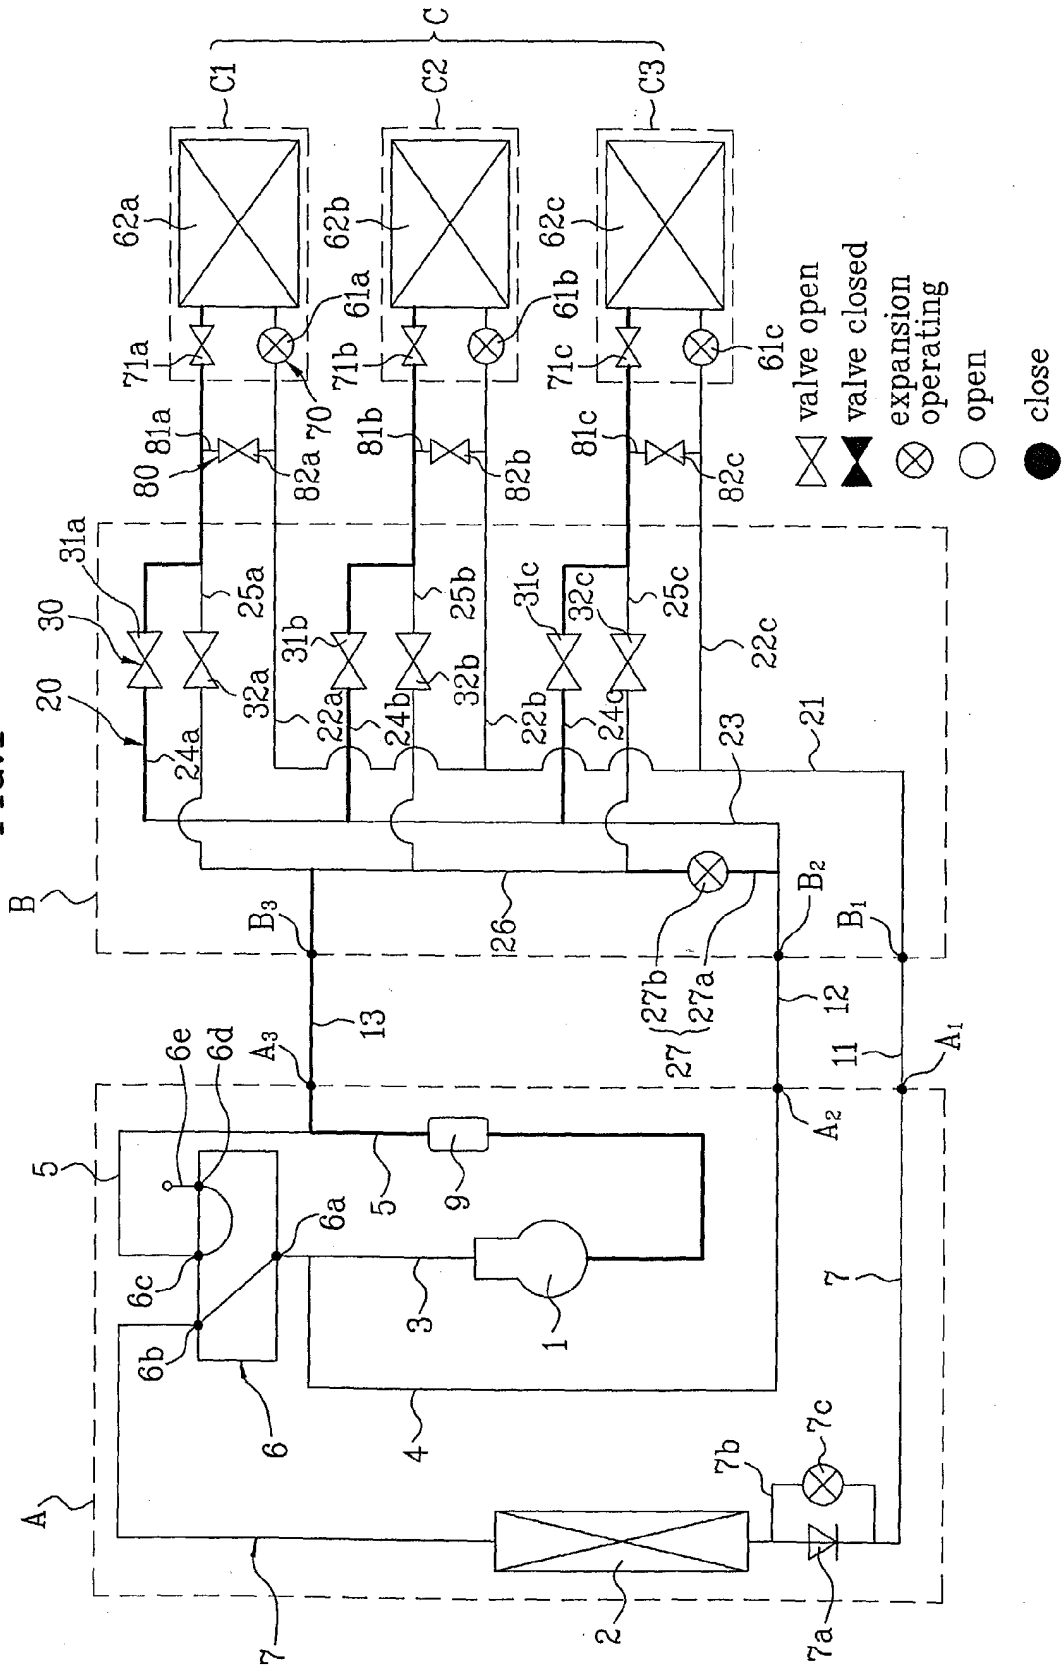 FIG.1
A
B
C
C1
C2
C3
62a
62b
62c
71a
61a
70
71b
61b
71c
61c
80
81a
82a
81b
82b
81c
82c
31a
30
20
24a
25a
32a
22a
31b
24b
25b
32b
22b
31c
24c
32c
25c
22c
23
21
26
27b
27a
27
B3
B2
B1
13
12
11
A3
A2
A1
6e
6d
6c
6b
6a
6
5
5
9
3
1
4
7
7
2
7a
7b
7c
valve open
valve closed
expansion
operating
open
close